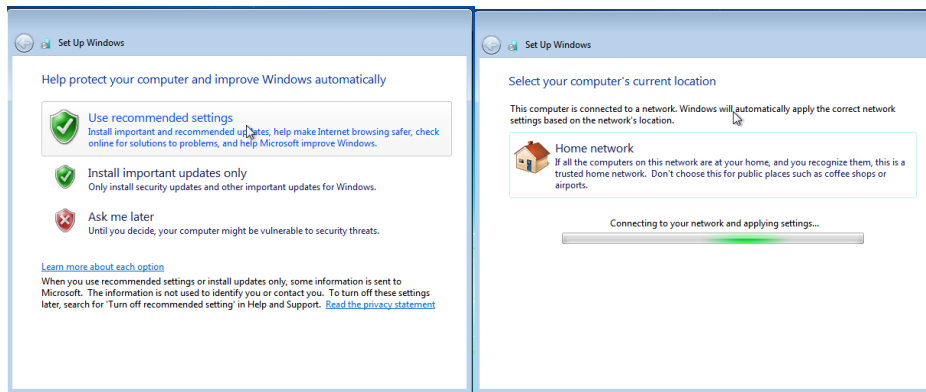 Set Up Windows
Help protect your computer and improve Windows automatically
Use recommended settings
Install important and recommended updates, help make Internet browsing safer, check
online for solutions to problems, and help Microsoft improve Windows.
Install important updates only
Only install security updates and other important updates for Windows.
Ask me later
Until you decide, your computer might be vulnerable to security threats.
Learn more about each option
When you use recommended settings or install updates only, some information is sent to
Microsoft. The information is not used to identify you or contact you. To turn off these settings
later, search for 'Turn off recommended setting' in Help and Support. Read the privacy statement
Set Up Windows
Select your computer's current location
This computer is connected to a network. Windows will automatically apply the correct network
settings based on the network's location.
Home network
If all the computers on this network are at your home, and you recognize them, this is a
trusted home network. Don't choose this for public places such as coffee shops or
airports.
Connecting to your network and applying settings...